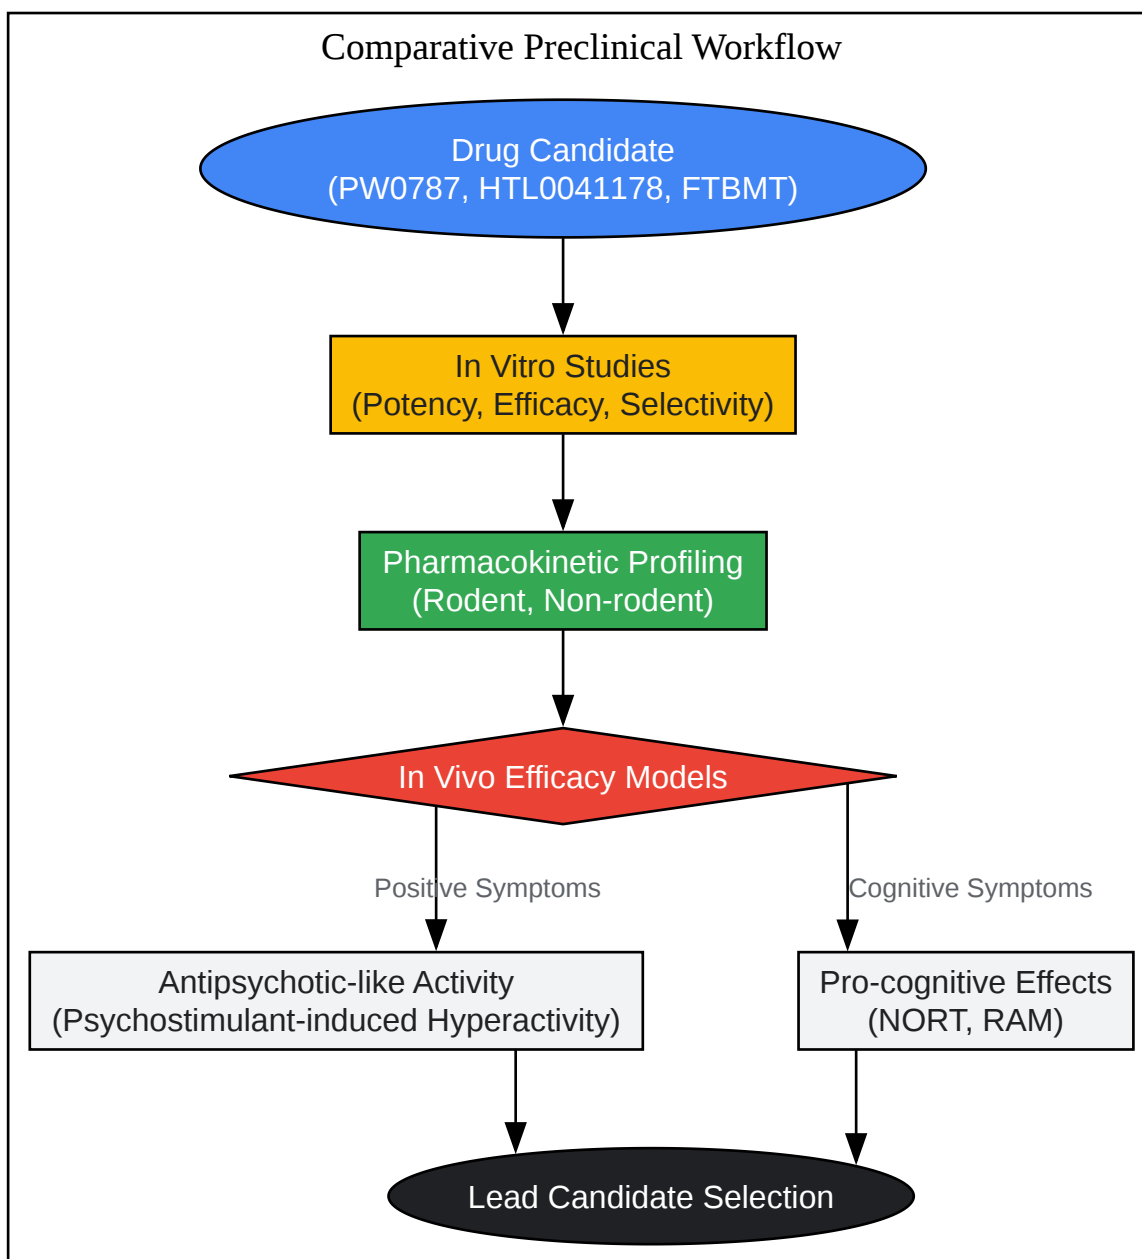 Comparative Preclinical Workflow
Drug Candidate
(PW0787, HTL0041178, FTBMT)
In Vitro Studies
(Potency, Efficacy, Selectivity)
Pharmacokinetic Profiling
(Rodent, Non-rodent)
In Vivo Efficacy Models
Positive Symptoms
Cognitive Symptoms
Antipsychotic-like Activity
(Psychostimulant-induced Hyperactivity)
Pro-cognitive Effects
(NORT, RAM)
Lead Candidate Selection